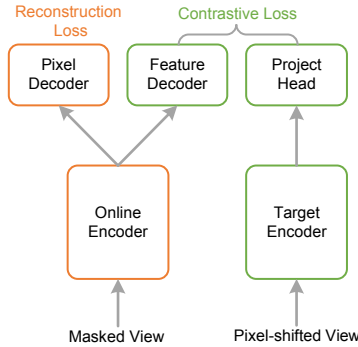 Reconstruction
Loss
Contrastive Loss
Pixel
Decoder
Feature
Decoder
Project
Head
Online
Encoder
Target
Encoder
Masked View
Pixel-shifted View